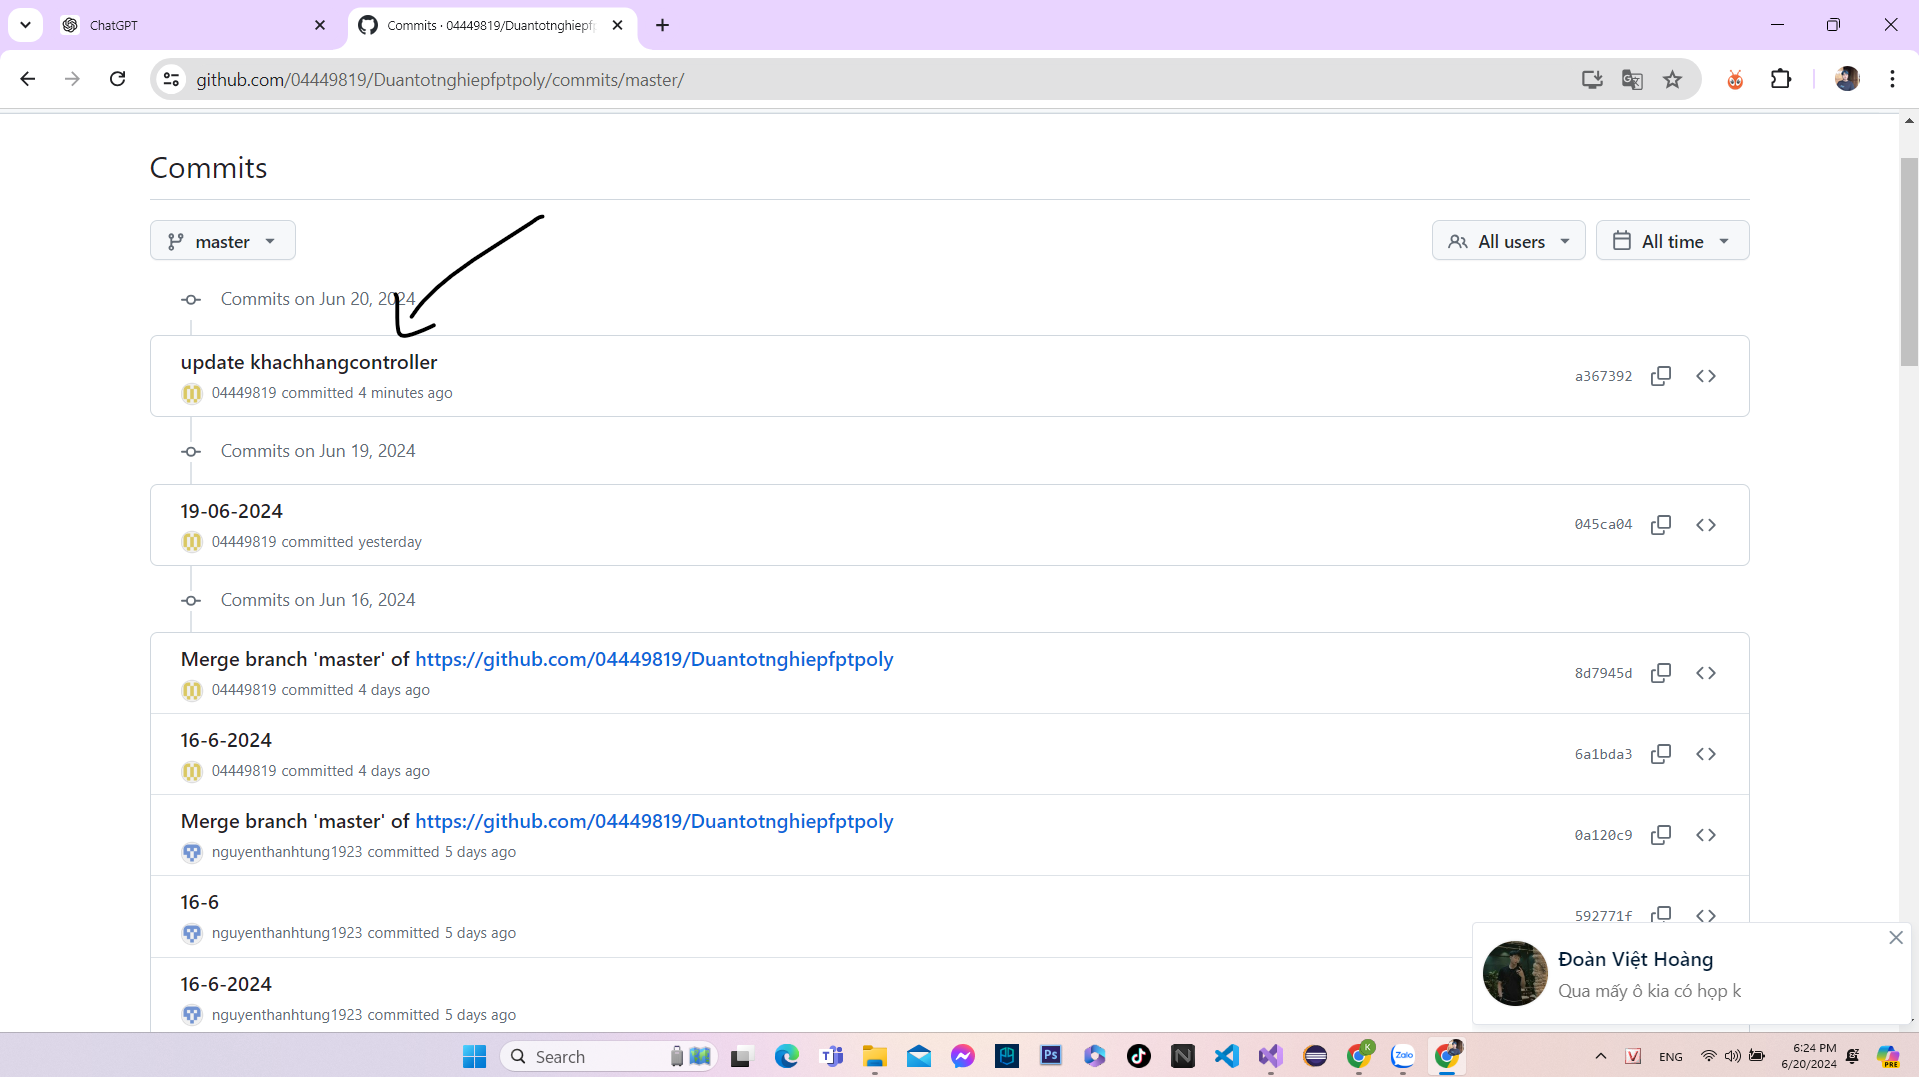 ChatGPT
Commits · 04449819/Duantotnghiepf
github.com/04449819/Duantotnghiepfptpoly/commits/master/
Commits
master
All users
All time
Commits on Jun 20, 2024
update khachhangcontroller
04449819 committed 4 minutes ago
a367392
Commits on Jun 19, 2024
19-06-2024
04449819 committed yesterday
045ca04
Commits on Jun 16, 2024
Merge branch 'master' of https://github.com/04449819/Duantotnghiepfptpoly
04449819 committed 4 days ago
8d7945d
16-6-2024
04449819 committed 4 days ago
6a1bda3
Merge branch 'master' of https://github.com/04449819/Duantotnghiepfptpoly
nguyenthanhtung1923 committed 5 days ago
0a120c9
16-6
nguyenthanhtung1923 committed 5 days ago
592771f
16-6-2024
nguyenthanhtung1923 committed 5 days ago
Đoàn Việt Hoàng
Qua mấy ô kia có họp k
Search
Ps
K
Zalo
V
ENG
6:24 PM
6/20/2024
PRE